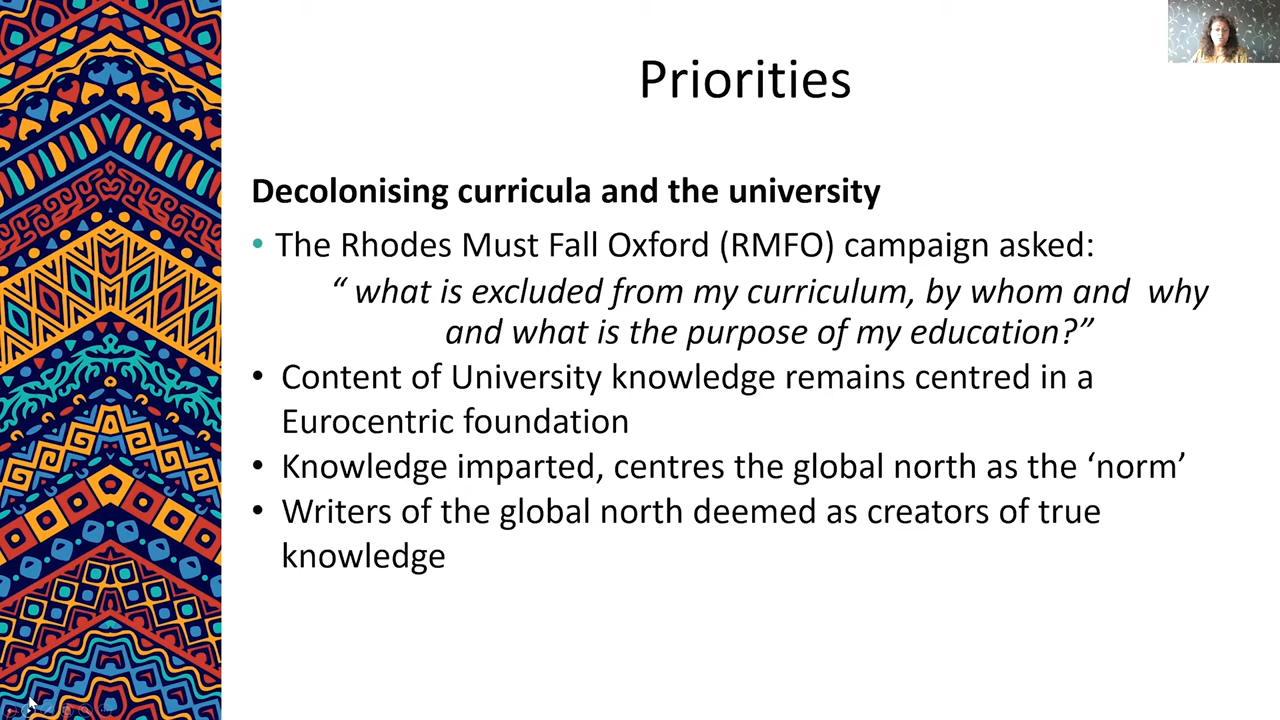 Priorities
Decolonising curricula and the university
• The Rhodes Must Fall Oxford (RMFO) campaign asked:
“ what is excluded from my curriculum, by whom and  why
and what is the purpose of my education?”
• Content of University knowledge remains centred in a
Eurocentric foundation
• Knowledge imparted, centres the global north as the ‘norm’
• Writers of the global north deemed as creators of true
knowledge